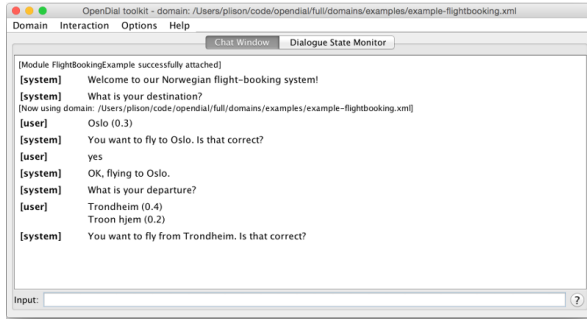 OpenDial toolkit - domain: /Users/plison/code/opendial/full/domains/examples/example-flightbooking.xml
Domain Interaction Options Help
Chat Window Dialogue State Monitor
[Module FlightBookingExample successfully attached]
[system] Welcome to our Norwegian flight-booking system!
[system] What is your destination?
[Now using domain: /Users/plison/code/opendial/full/domains/examples/example-flightbooking.xml]
[user] Oslo (0.3)
[system] You want to fly to Oslo. Is that correct?
[user] yes
[system] OK, flying to Oslo.
[system] What is your departure?
[user] Trondheim (0.4)
Troon hjem (0.2)
[system] You want to fly from Trondheim. Is that correct?
Input: ?